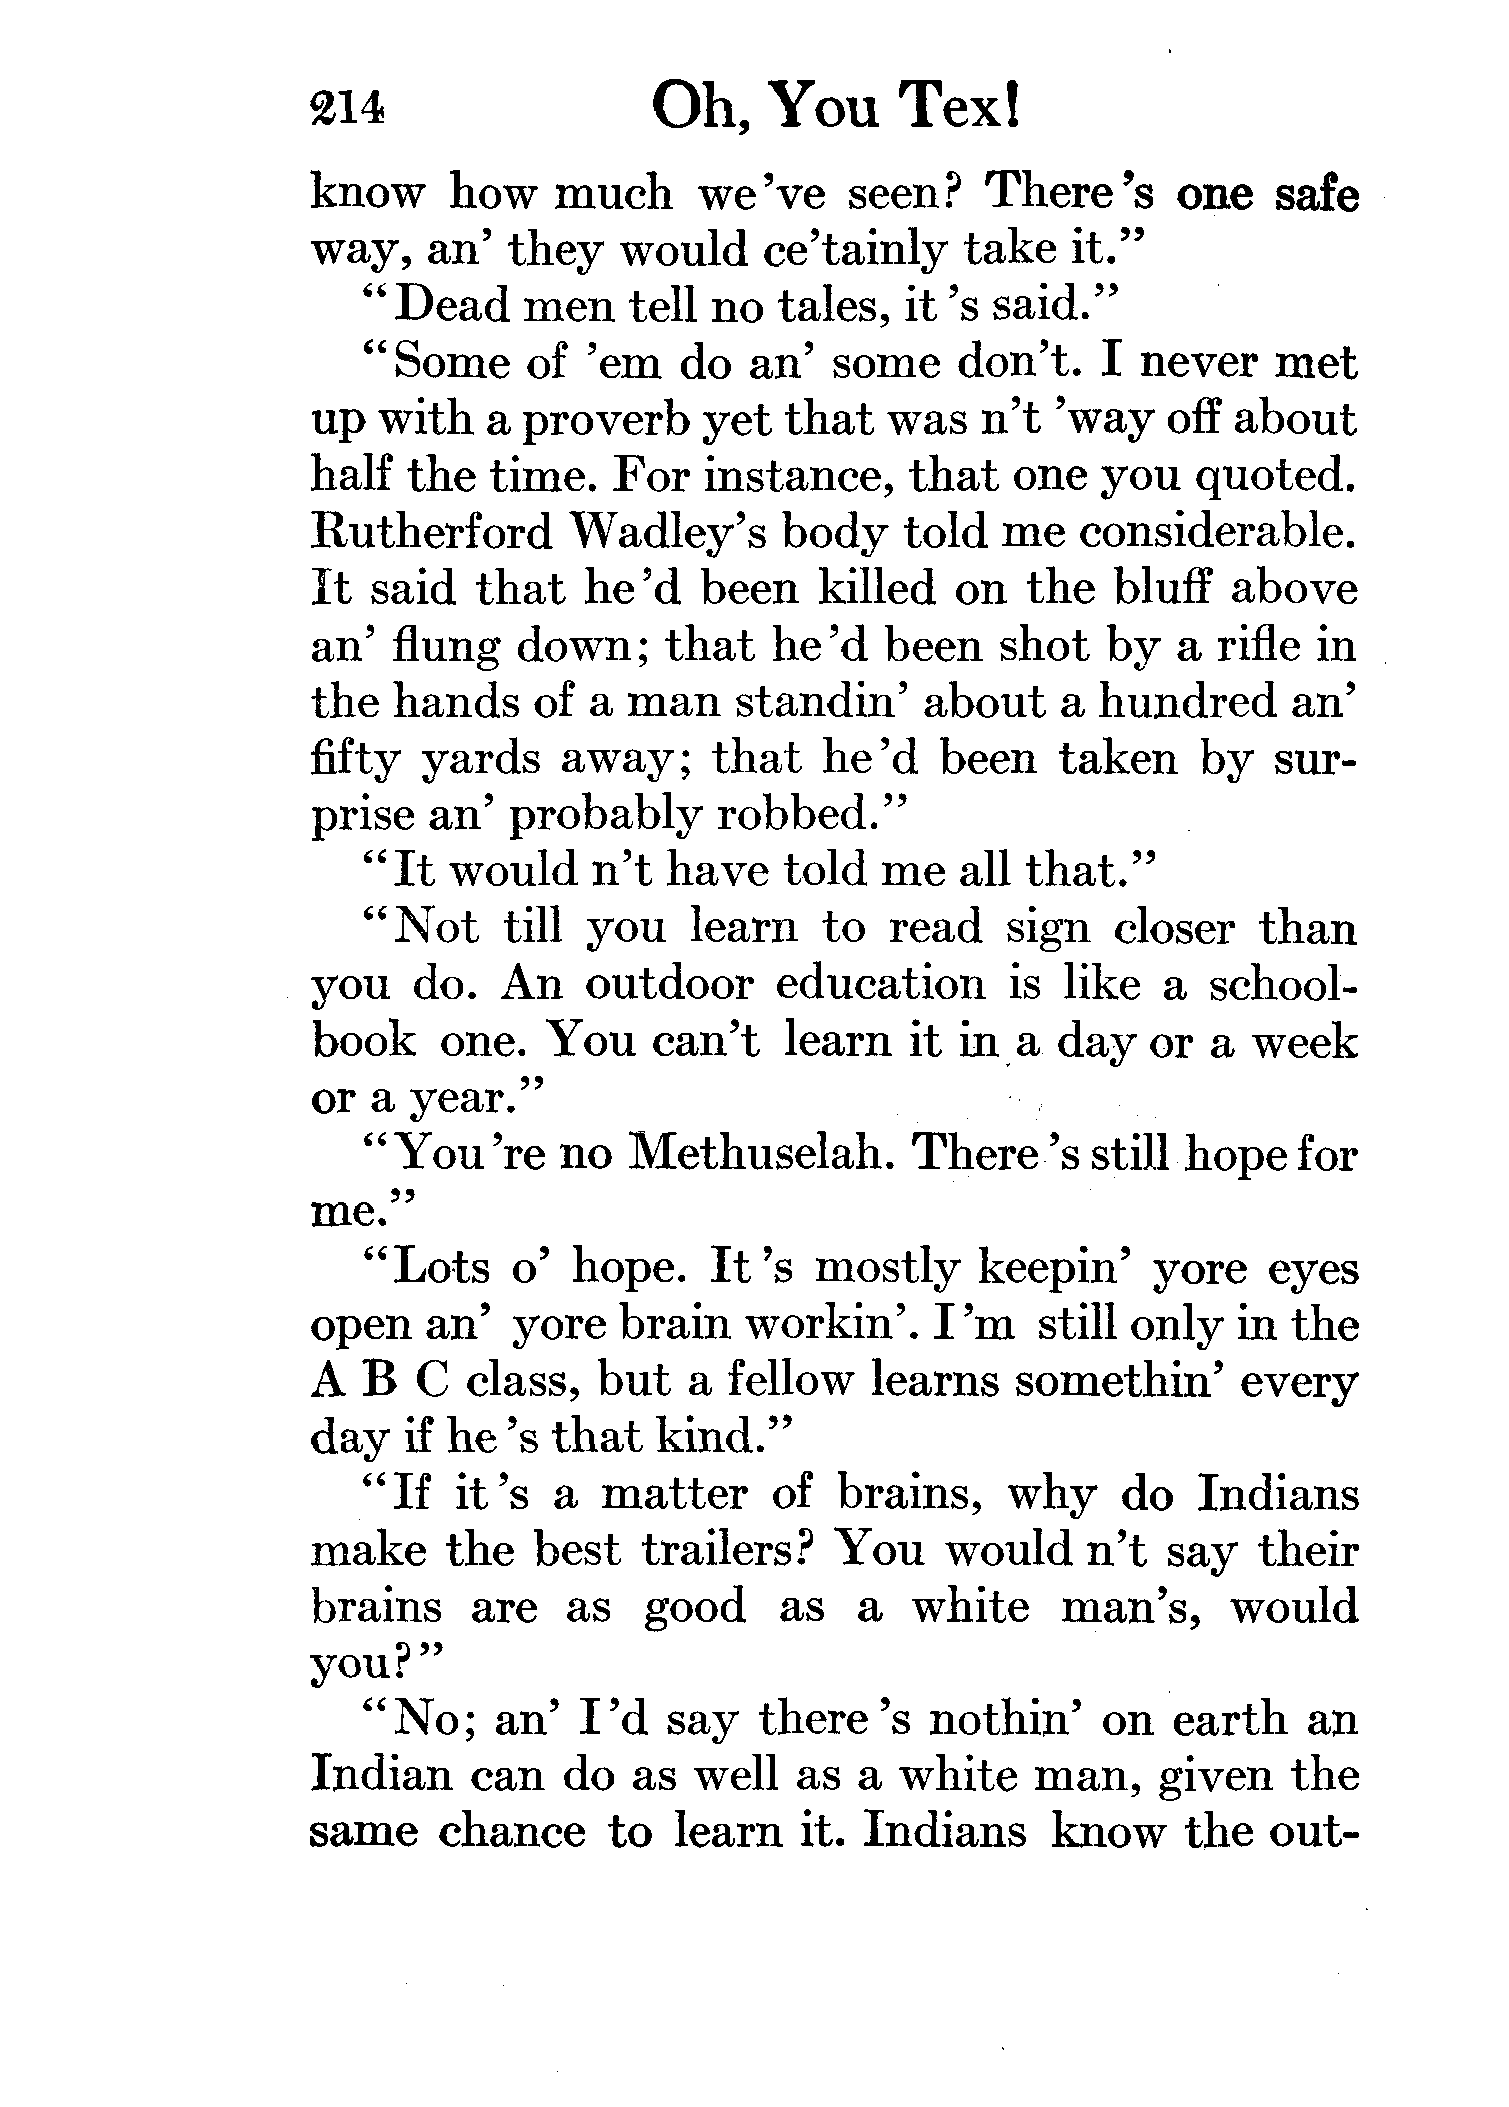 214 Oh, You Tex!
know how much we've seen? There's one safe
way, an' they would ce'tainly take it."
"Dead men tell no tales, it 's said."
"Some of 'em do an' some don't. I never met
up with a proverb yet that was n't 'way off about
half the time. For instance, that one you quoted.
Rutherford Wadley's body told me considerable.
It said that he'd been killed on the bluff above
an' flung down; that he'd been shot by a rifle in
the hands of a man standin' about a hundred an'
fifty yards away; that he'd been taken by sur-
prise an' probably robbed."
"It would n't have told me all that."
"Not till you learn to read sign closer than
you do. An outdoor education is like a school-
book one. You can't learn it in a day or a week
or a year."
"You're no Methuselah. There's still hope for
me."
"Lots o' hope. It's mostly keepin' yore eyes
open an' yore brain workin'. I'm still only in the
A B C class, but a fellow learns somethin' every
day if he's that kind."
"If it's a matter of brains, why do Indians
make the best trailers? You would n't say their
brains are as good as a white man's, would
you?"
"No; an' I'd say there's nothin' on earth an
Indian can do as well as a white man, given the
same chance to learn it. Indians know the out-